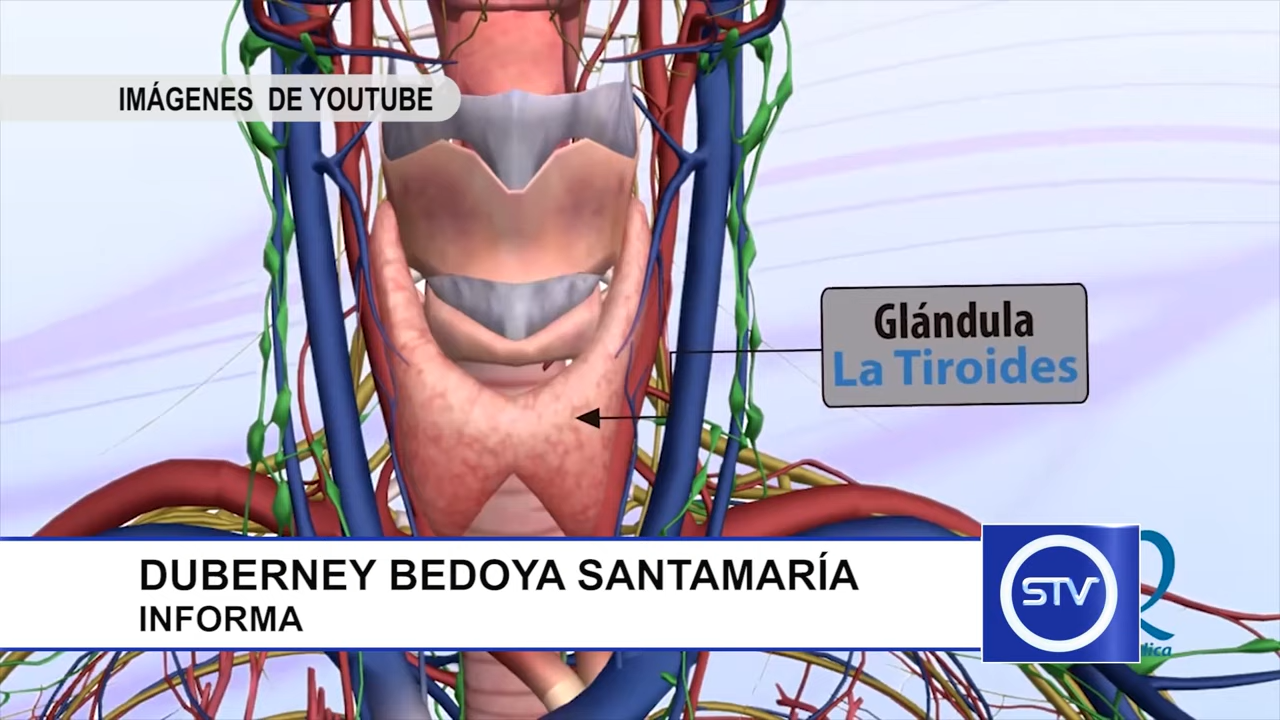 IMÁGENES DE YOUTUBE
Glándula
La Tiroides
DUBERNEY BEDOYA SANTAMARÍA
INFORMA
STV